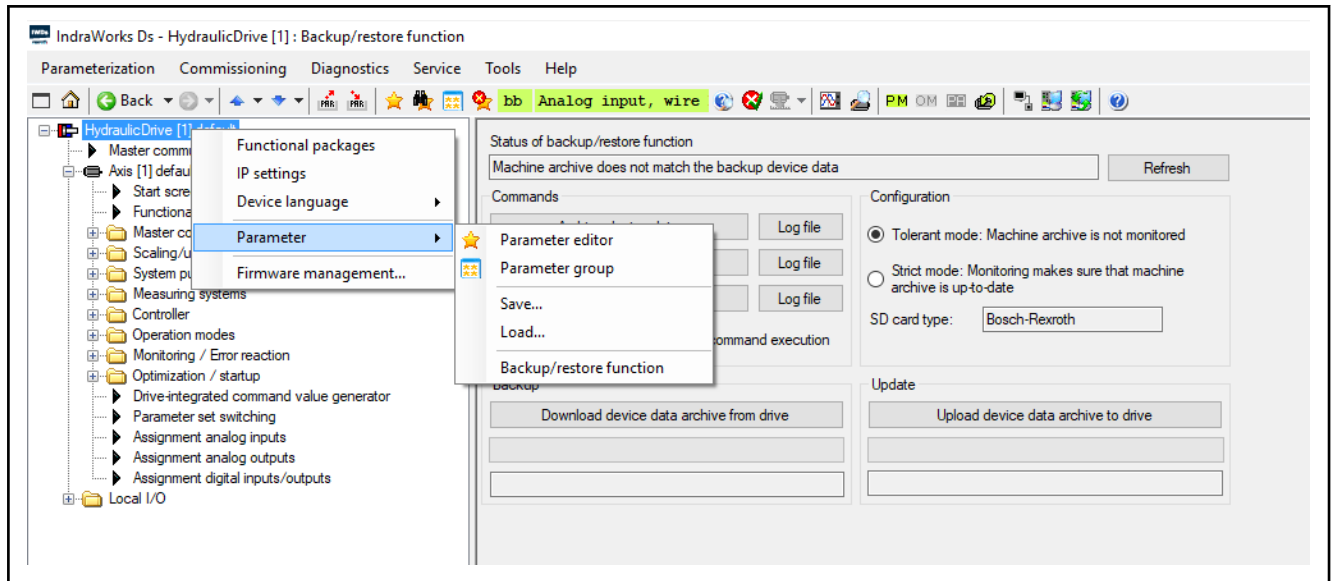 IndraWorks Ds - HydraulicDrive [1] : Backup/restore function
Parameterization Commissioning Diagnostics Service Tools Help
Back PAR PAR bb Analog input, wire PM OM
HydraulicDrive [1] default
Master commu
Axis [1] defau
Start scre
Functiona
Master co
Scaling/u
System pu
Measuring systems
Controller
Operation modes
Monitoring / Error reaction
Optimization / startup
Drive-integrated command value generator
Parameter set switching
Assignment analog inputs
Assignment analog outputs
Assignment digital inputs/outputs
Local I/O
Functional packages
IP settings
Device language
Parameter
Firmware management...
Parameter editor
Parameter group
Save...
Load...
Backup/restore function
Status of backup/restore function
Machine archive does not match the backup device data
Refresh
Commands
Log file
Log file
Log file
ommand execution
Configuration
Tolerant mode: Machine archive is not monitored
Strict mode: Monitoring makes sure that machine
archive is up-to-date
SD card type: Bosch-Rexroth
Backup
Download device data archive from drive
Update
Upload device data archive to drive